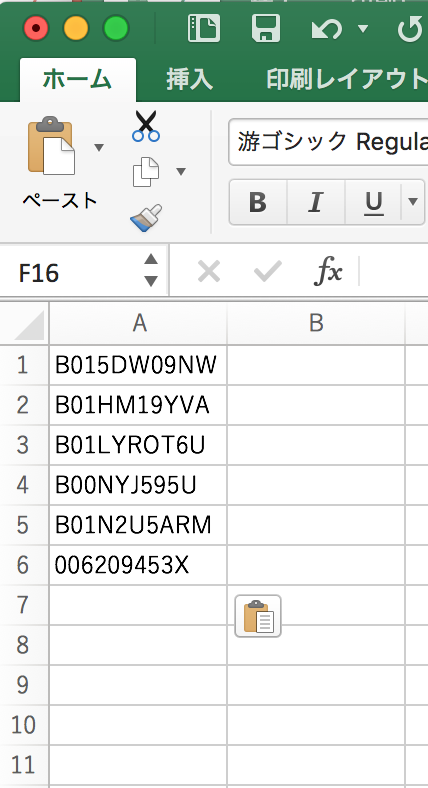 ホーム 挿入 印刷レイアウト
ペースト
游ゴシック Regula
B I U
F16
fx
A B
1 B015DW09NW
2 B01HM19YVA
3 B01LYROT6U
4 B00NYJ595U
5 B01N2U5ARM
6 006209453X
7
8
9
10
11